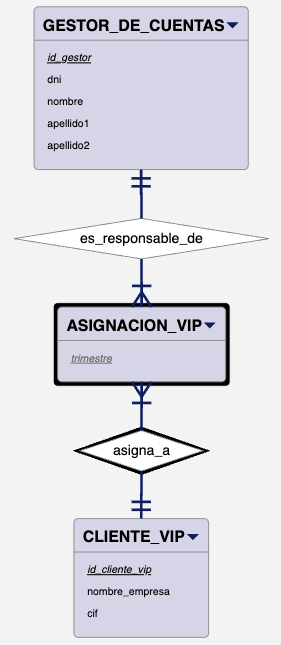 GESTOR_DE_CUENTAS
id_gestor
dni
nombre
apellido1
apellido2
es_responsable_de
ASIGNACION_VIP
trimestre
asigna_a
CLIENTE_VIP
id_cliente_vip
nombre_empresa
cif